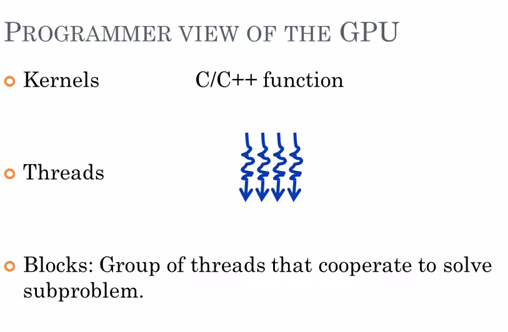 PROGRAMMER VIEW OF THE GPU
Kernels C/C++ function
Threads
Blocks: Group of threads that cooperate to solve
subproblem.